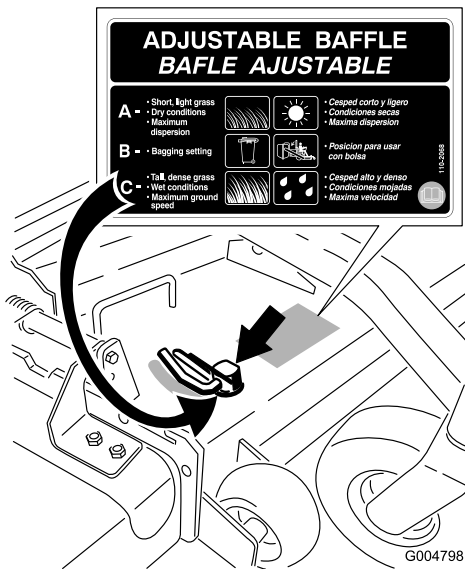 ADJUSTABLE BAFFLE
BAFLE AJUSTABLE
A - • Short, light grass
• Dry conditions
• Maximum
dispersion
• Cesped corto y ligero
• Condiciones secas
• Maxima dispersion
B - • Bagging setting
• Posicion para usar
con bolsa
C - • Tall, dense grass
• Wet conditions
• Maximum ground
speed
• Cesped alto y denso
• Condiciones mojadas
• Maxima velocidad
110-2068
G004798